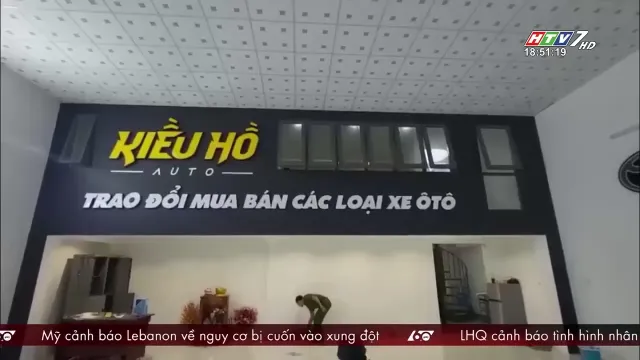 HTV7 HD
18:51:19
KIỀU HỒ
AUTO
TRAO ĐỔI MUA BÁN CÁC LOẠI XE ÔTÔ
Mỹ cảnh báo Lebanon về nguy cơ bị cuốn vào xung đột
60
LHQ cảnh báo tình hình nhân